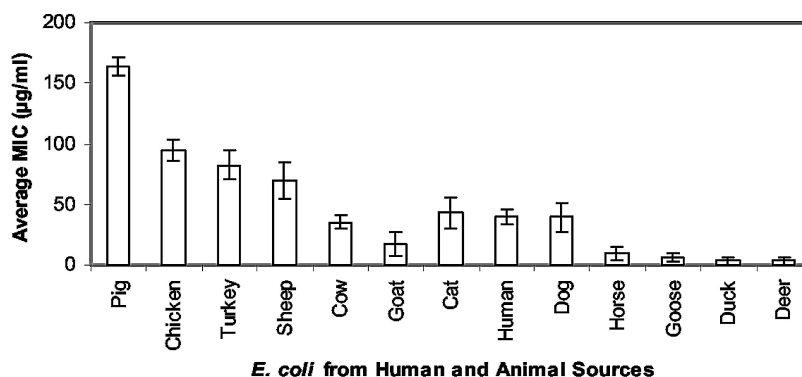 200
150
100
50
0
Average MIC (µg/ml)
Pig
Chicken
Turkey
Sheep
Cow
Goat
Cat
Human
Dog
Horse
Goose
Duck
Deer
E. coli from Human and Animal Sources